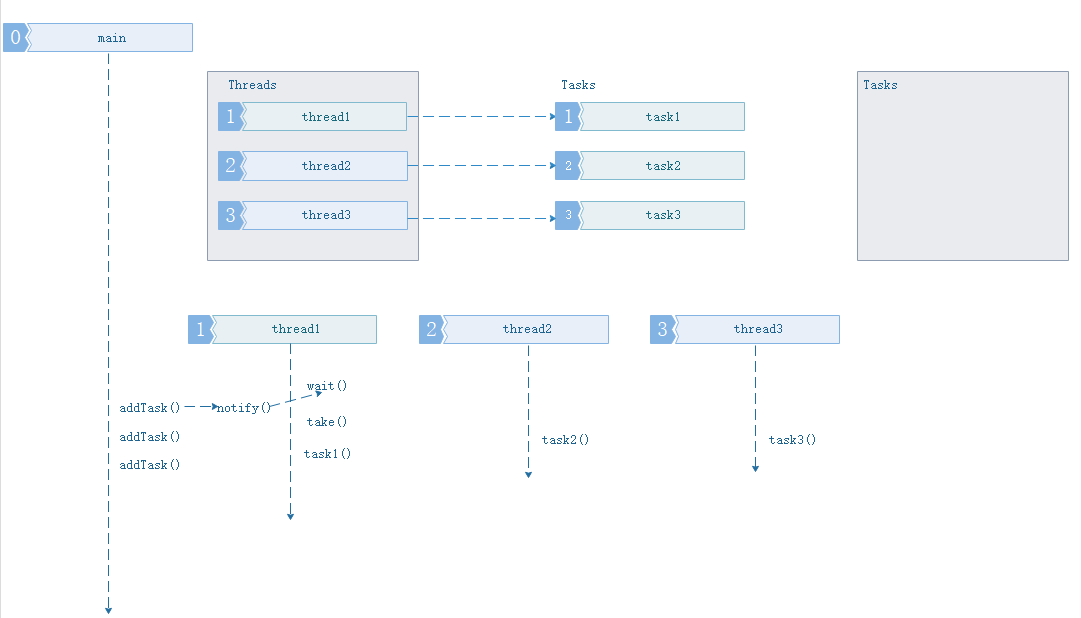 0 main
Threads
Tasks
Tasks
1 thread1
1 task1
2 thread2
2 task2
3 thread3
3 task3
1 thread1
2 thread2
3 thread3
wait()
addTask()
notify()
take()
addTask()
task2()
task3()
task1()
addTask()